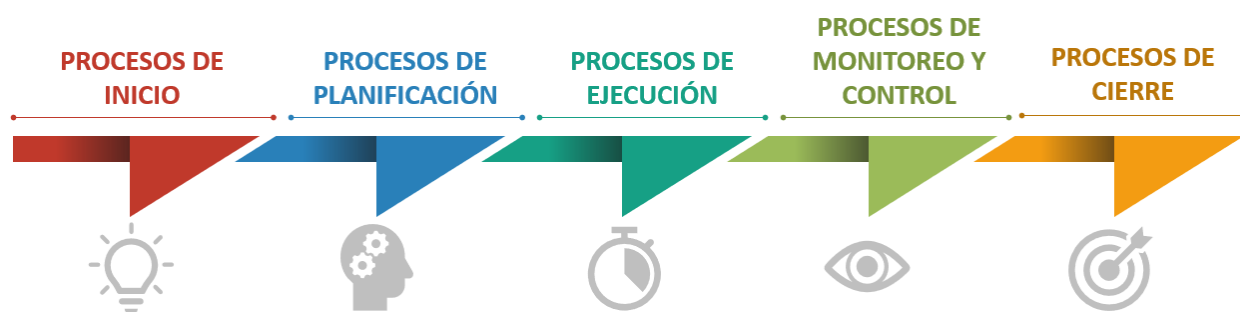 PROCESOS DE
INICIO
PROCESOS DE
PLANIFICACIÓN
PROCESOS DE
EJECUCIÓN
PROCESOS DE
MONITOREO Y
CONTROL
PROCESOS DE
CIERRE